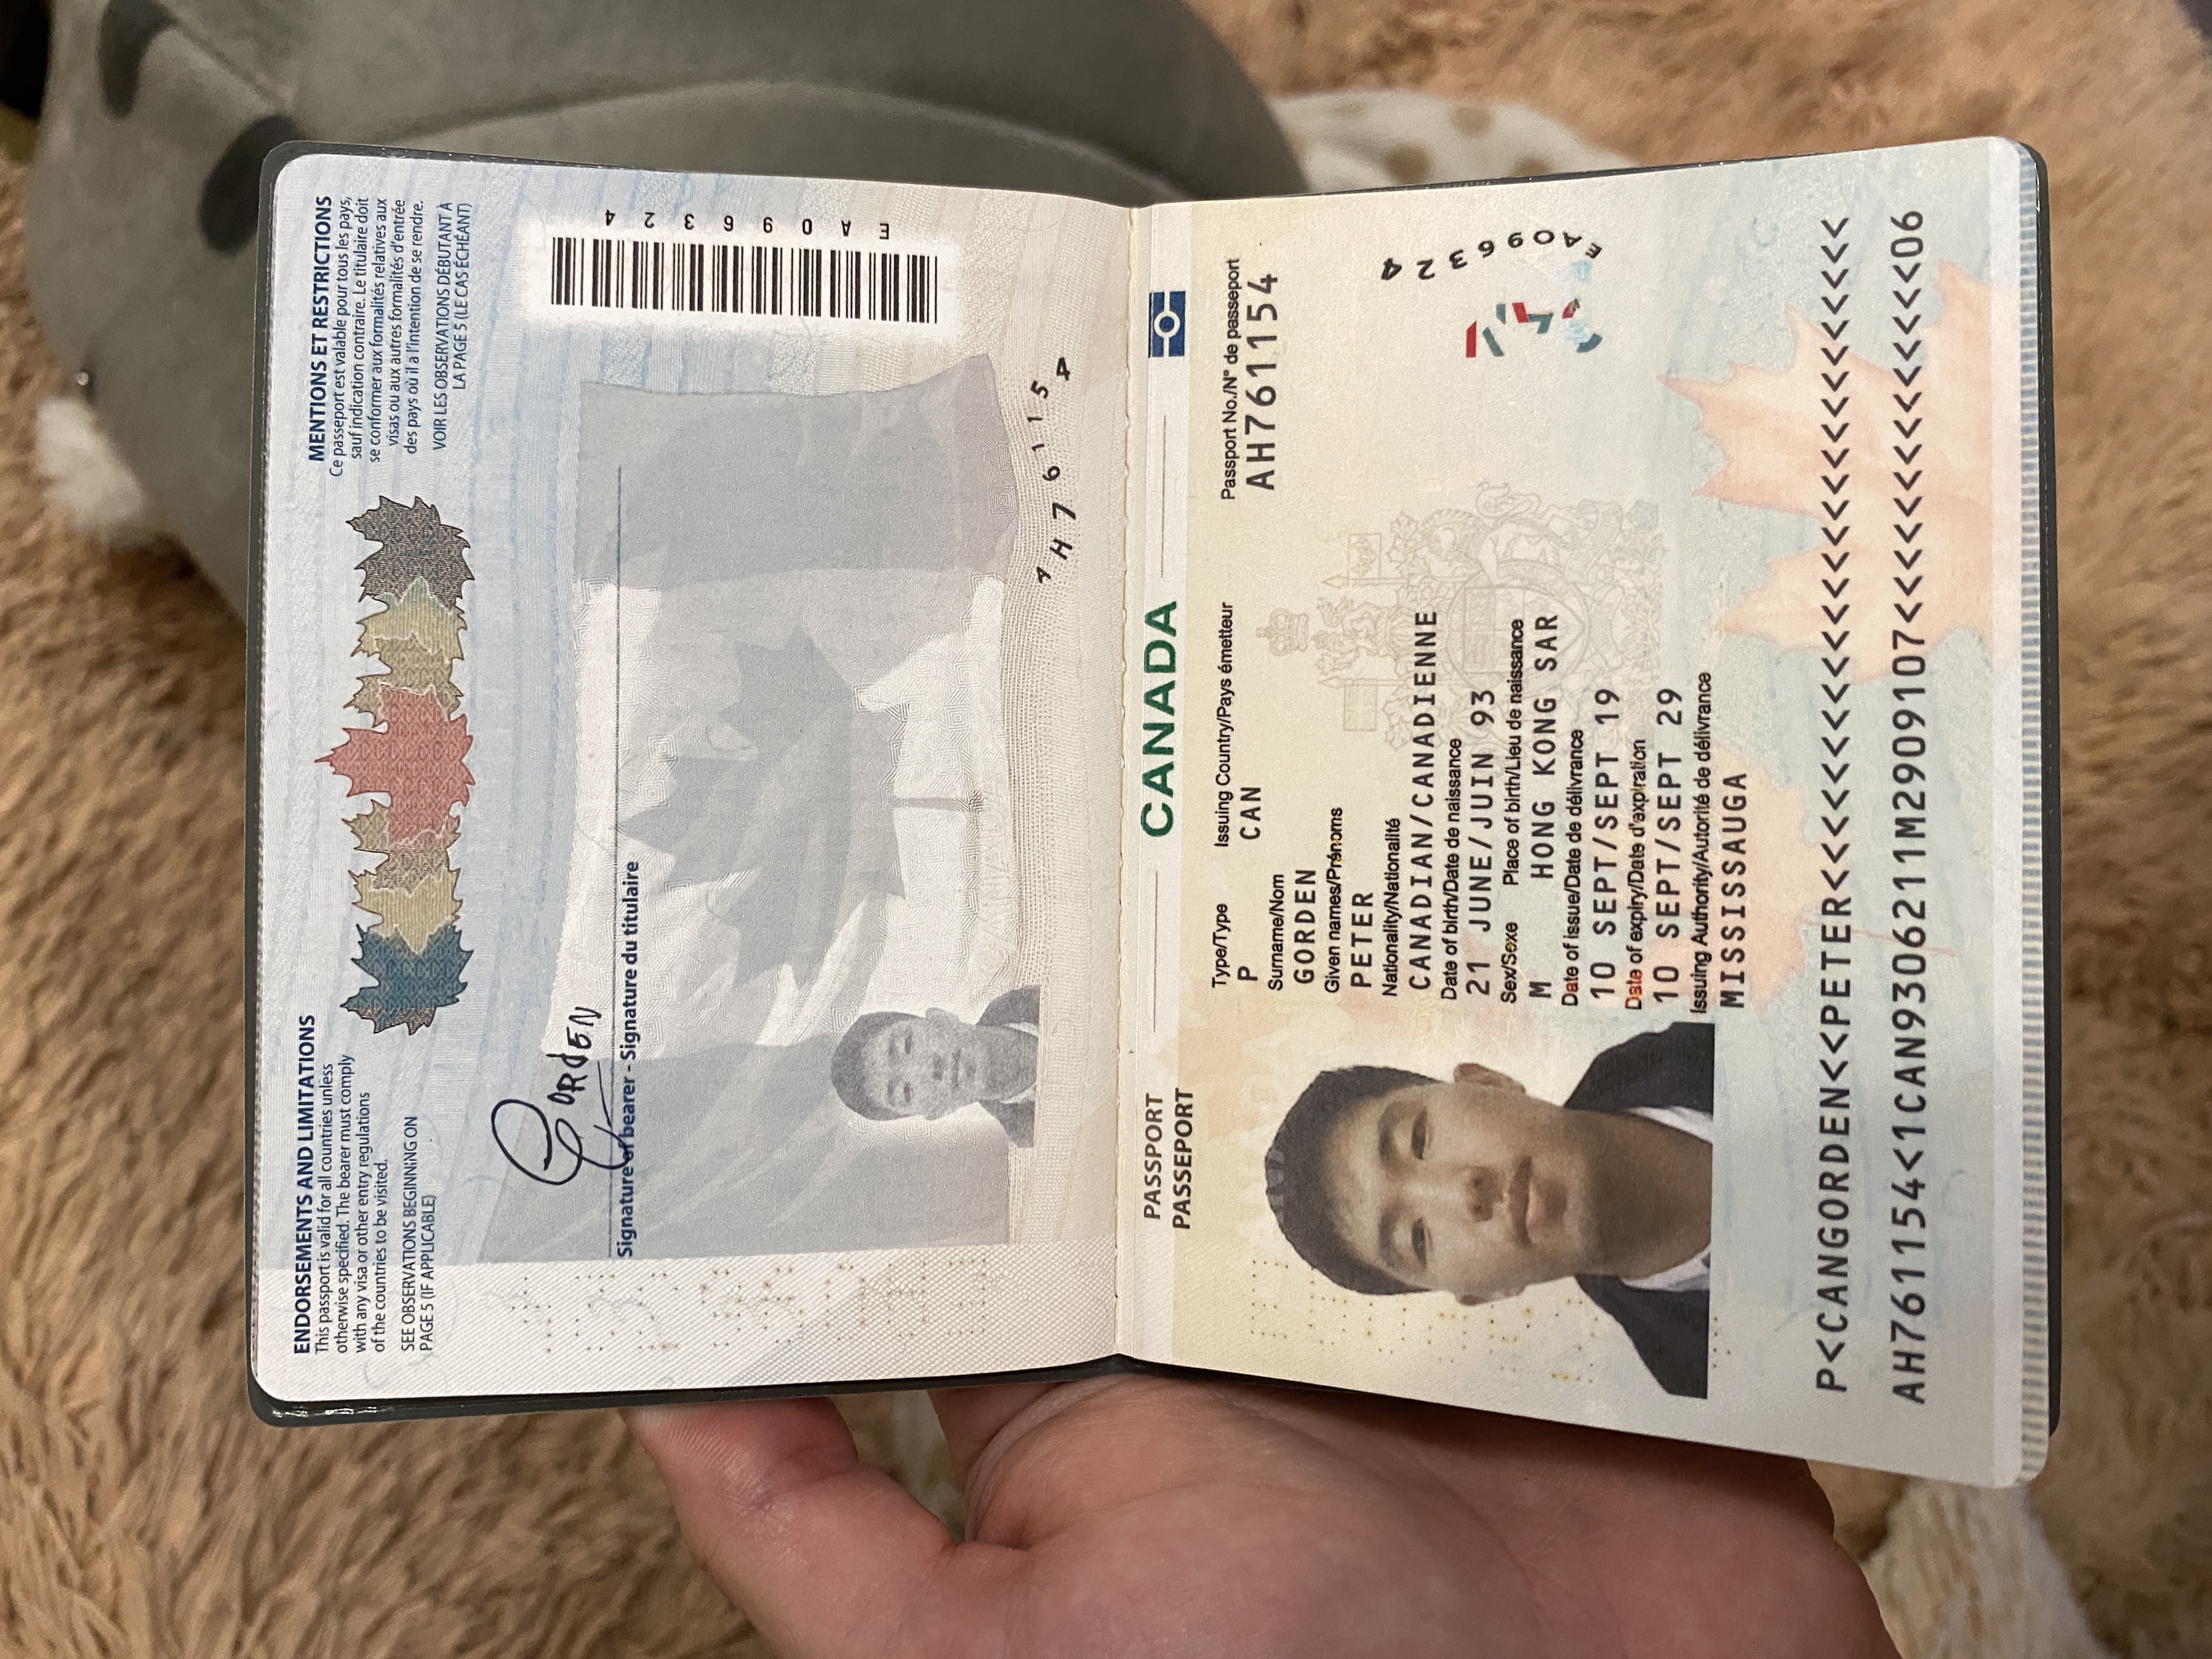 ENDORSEMENTS AND LIMITATIONS
This passport is valid for all countries unless
otherwise specified. The bearer must comply
with any visa or other entry regulations
of the countries to be visited.
SEE OBSERVATIONS BEGINNING ON
PAGE 5 (IF APPLICABLE)
MENTIONS ET RESTRICTIONS
Ce passeport est valable pour tous les pays,
sauf indication contraire. Le titulaire doit
se conformer aux formalités relatives aux
visas ou aux autres formalités d'entrée
des pays où il a l'intention de se rendre.
VOIR LES OBSERVATIONS DÉBUTANT À
LA PAGE 5 (LE CAS ÉCHÉANT)
GORdEN
Signature of bearer - Signature du titulaire
EA096324
CANADA
AH761154
PASSPORT
PASSEPORT
CANADA
Type/Type Issuing Country/Pays émetteur Passport No./N° de passeport
P CAN AH761154
Surname/Nom
GORDEN
Given names/Prénoms
PETER
Nationality/Nationalité
CANADIAN/CANADIENNE
Date of birth/Date de naissance
21 JUNE/JUIN 93
Sex/Sexe Place of birth/Lieu de naissance
M HONG KONG SAR
Date of issue/Date de délivrance
10 SEPT/SEPT 19
Date of expiry/Date d'expiration
10 SEPT/SEPT 29
Issuing Authority/Autorité de délivrance
MISSISSAUGA
EA096324
P<CANGORDEN<<PETER<<<<<<<<<<<<<<<<<<<<<<<<<<
AH761154<1CAN9306211M2909107<<<<<<<<<<<<<<06